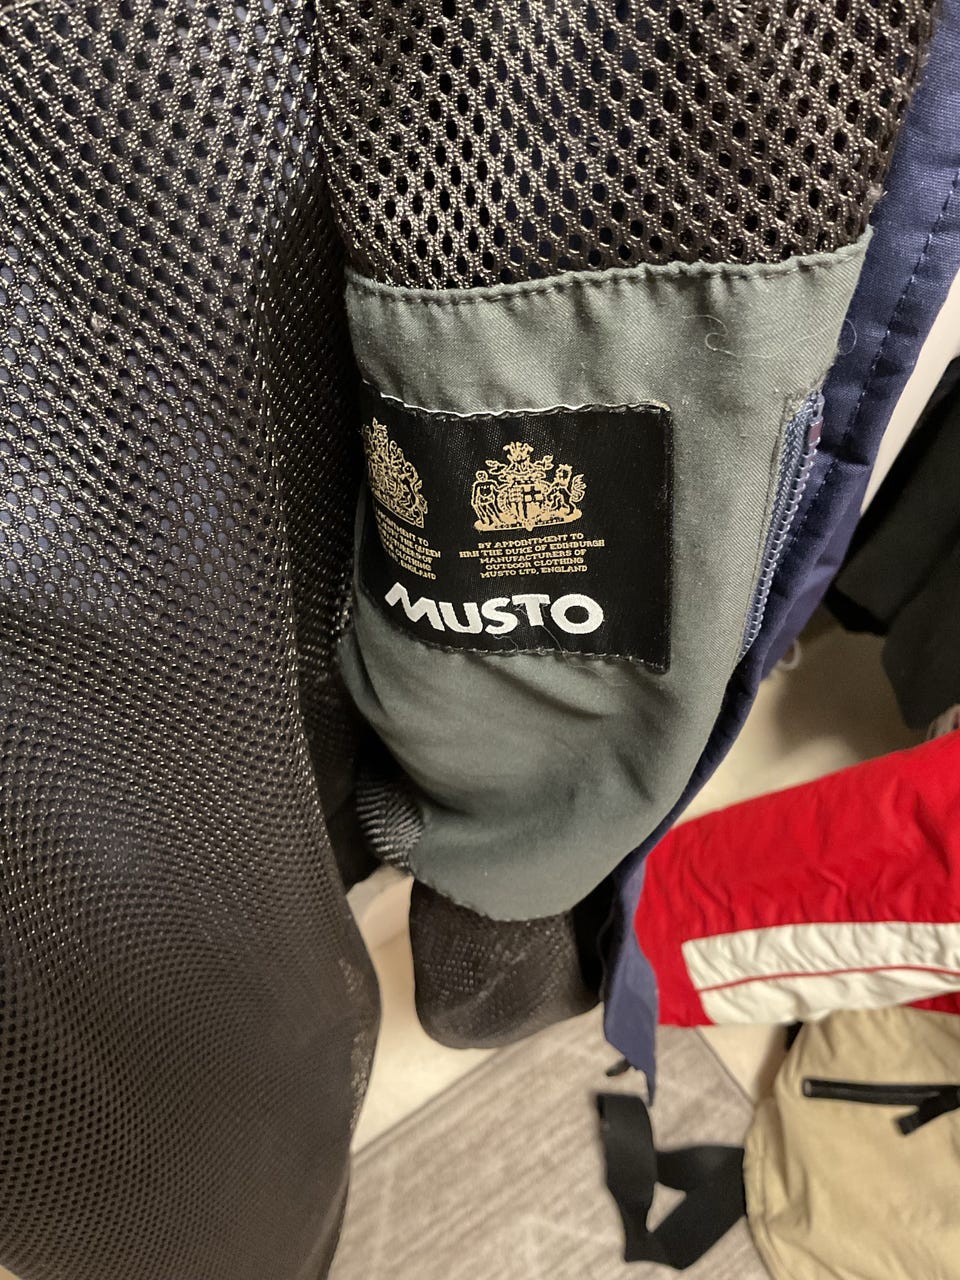 TO
THE QUEEN
OF
CLOTHING
ENGLAND
BY APPOINTMENT TO
HRH THE DUKE OF EDINBURGH
MANUFACTURERS OF
OUTDOOR CLOTHING
MUSTO LTD, ENGLAND
MUSTO